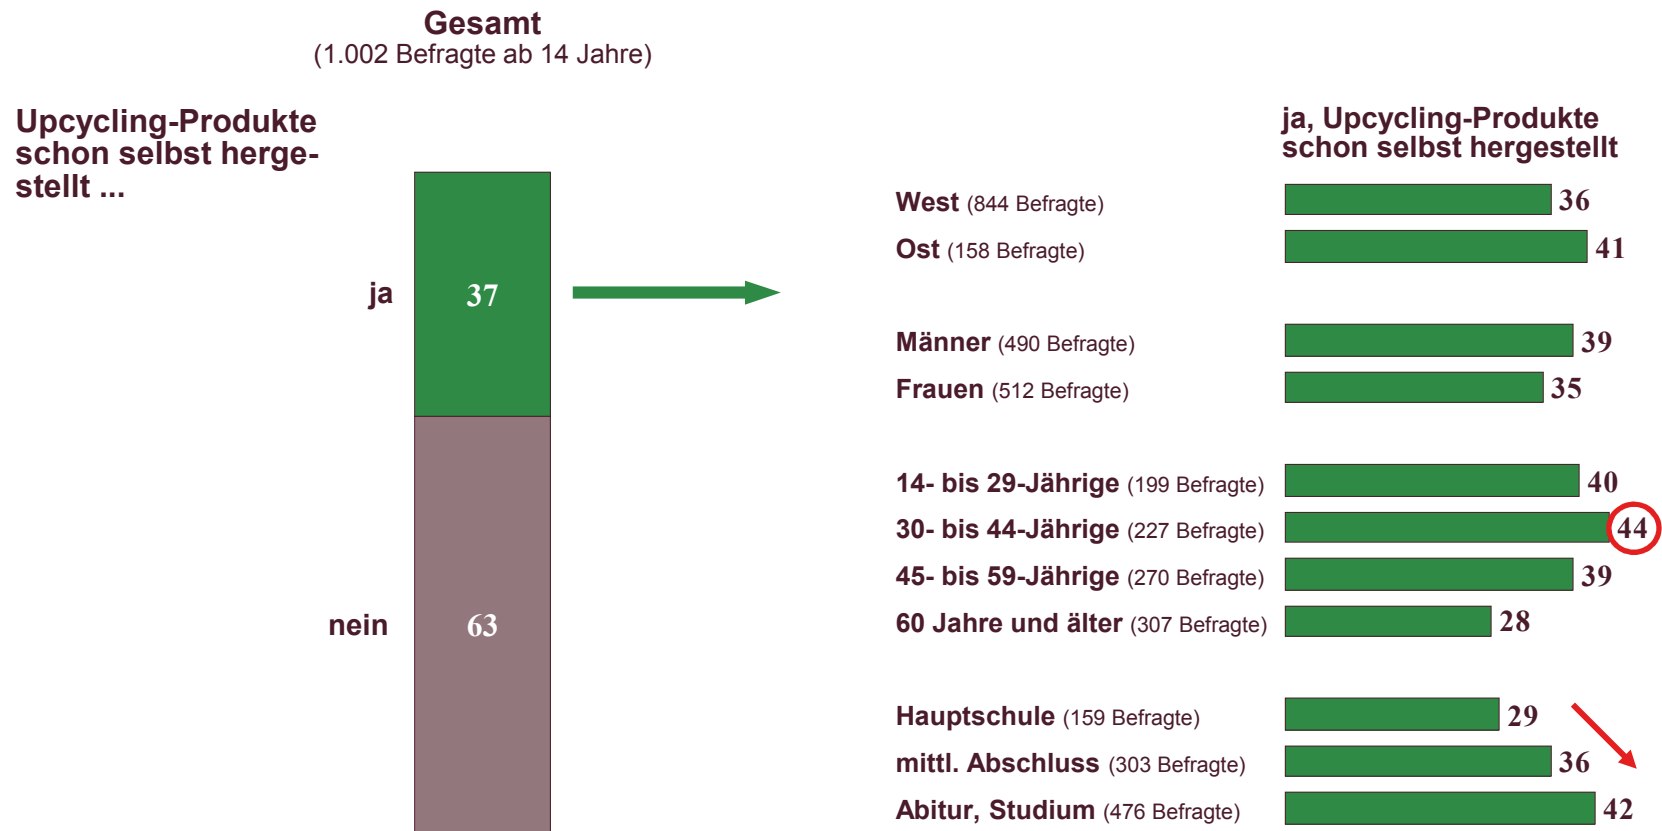 Gesamt
(1.002 Befragte ab 14 Jahre)
Upcycling-Produkte
schon selbst herge-
stellt ...
ja
37
nein
63
ja, Upcycling-Produkte
schon selbst hergestellt
West (844 Befragte) 36
Ost (158 Befragte) 41
Männer (490 Befragte) 39
Frauen (512 Befragte) 35
14- bis 29-Jährige (199 Befragte) 40
30- bis 44-Jährige (227 Befragte) 44
45- bis 59-Jährige (270 Befragte) 39
60 Jahre und älter (307 Befragte) 28
Hauptschule (159 Befragte) 29
mittl. Abschluss (303 Befragte) 36
Abitur, Studium (476 Befragte) 42